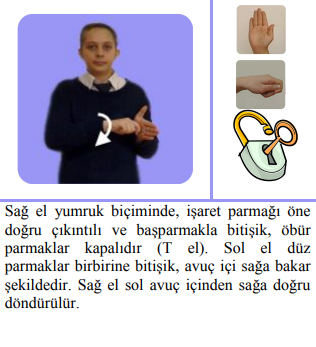 Sağ el yumruk biçiminde, işaret parmağı öne
doğru çıkıntılı ve başparmakla bitişik, öbür
parmaklar kapalıdır (T el). Sol el düz
parmaklar birbirine bitişik, avuç içi sağa bakar
şekildedir. Sağ el sol avuç içinden sağa doğru
döndürülür.